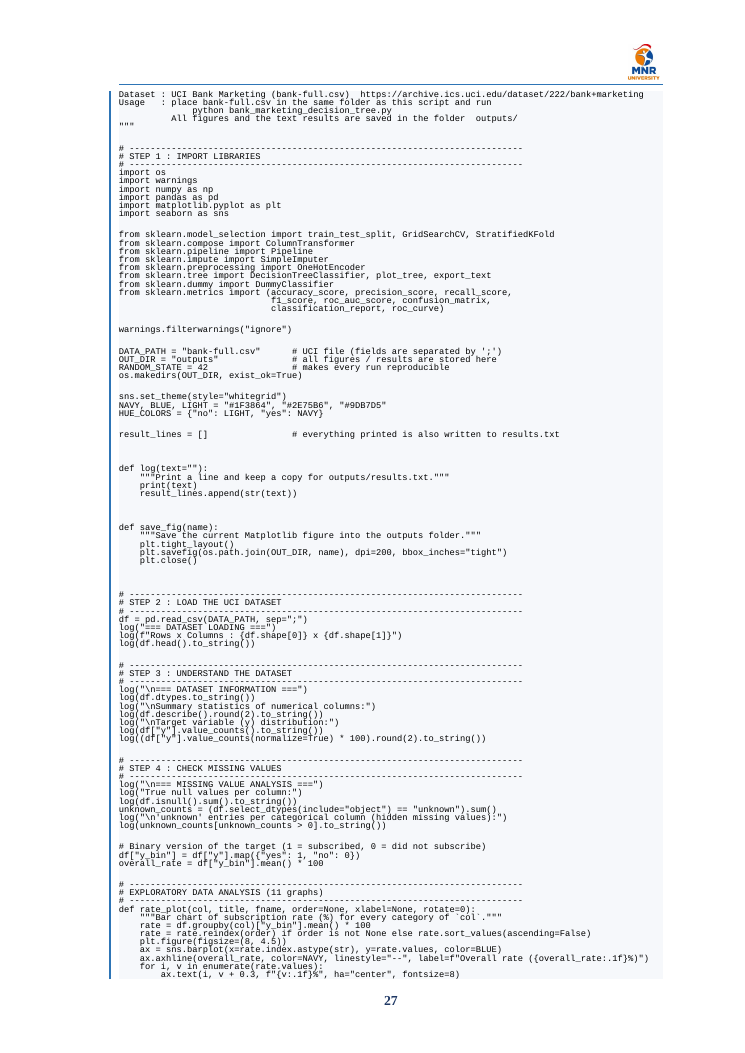 MNR
UNIVERSITY
Dataset : UCI Bank Marketing (bank-full.csv)  https://archive.ics.uci.edu/dataset/222/bank+marketing
Usage   : place bank-full.csv in the same folder as this script and run
              python bank_marketing_decision_tree.py
          All figures and the text results are saved in the folder  outputs/
"""
# ---------------------------------------------------------------------------
# STEP 1 : IMPORT LIBRARIES
# ---------------------------------------------------------------------------
import os
import warnings
import numpy as np
import pandas as pd
import matplotlib.pyplot as plt
import seaborn as sns
from sklearn.model_selection import train_test_split, GridSearchCV, StratifiedKFold
from sklearn.compose import ColumnTransformer
from sklearn.pipeline import Pipeline
from sklearn.impute import SimpleImputer
from sklearn.preprocessing import OneHotEncoder
from sklearn.tree import DecisionTreeClassifier, plot_tree, export_text
from sklearn.dummy import DummyClassifier
from sklearn.metrics import (accuracy_score, precision_score, recall_score,
                             f1_score, roc_auc_score, confusion_matrix,
                             classification_report, roc_curve)
warnings.filterwarnings("ignore")
DATA_PATH = "bank-full.csv"      # UCI file (fields are separated by ';')
OUT_DIR = "outputs"              # all figures / results are stored here
RANDOM_STATE = 42                # makes every run reproducible
os.makedirs(OUT_DIR, exist_ok=True)
sns.set_theme(style="whitegrid")
NAVY, BLUE, LIGHT = "#1F3864", "#2E75B6", "#9DB7D5"
HUE_COLORS = {"no": LIGHT, "yes": NAVY}
result_lines = []                # everything printed is also written to results.txt
def log(text=""):
    """Print a line and keep a copy for outputs/results.txt."""
    print(text)
    result_lines.append(str(text))
def save_fig(name):
    """Save the current Matplotlib figure into the outputs folder."""
    plt.tight_layout()
    plt.savefig(os.path.join(OUT_DIR, name), dpi=200, bbox_inches="tight")
    plt.close()
# ---------------------------------------------------------------------------
# STEP 2 : LOAD THE UCI DATASET
# ---------------------------------------------------------------------------
df = pd.read_csv(DATA_PATH, sep=";")
log("=== DATASET LOADING ===")
log(f"Rows x Columns : {df.shape[0]} x {df.shape[1]}")
log(df.head().to_string())
# ---------------------------------------------------------------------------
# STEP 3 : UNDERSTAND THE DATASET
# ---------------------------------------------------------------------------
log("\n=== DATASET INFORMATION ===")
log(df.dtypes.to_string())
log("\nSummary statistics of numerical columns:")
log(df.describe().round(2).to_string())
log("\nTarget variable (y) distribution:")
log(df["y"].value_counts().to_string())
log((df["y"].value_counts(normalize=True) * 100).round(2).to_string())
# ---------------------------------------------------------------------------
# STEP 4 : CHECK MISSING VALUES
# ---------------------------------------------------------------------------
log("\n=== MISSING VALUE ANALYSIS ===")
log("True null values per column:")
log(df.isnull().sum().to_string())
unknown_counts = (df.select_dtypes(include="object") == "unknown").sum()
log("\n'unknown' entries per categorical column (hidden missing values):")
log(unknown_counts[unknown_counts > 0].to_string())
# Binary version of the target (1 = subscribed, 0 = did not subscribe)
df["y_bin"] = df["y"].map({"yes": 1, "no": 0})
overall_rate = df["y_bin"].mean() * 100
# ---------------------------------------------------------------------------
# EXPLORATORY DATA ANALYSIS (11 graphs)
# ---------------------------------------------------------------------------
def rate_plot(col, title, fname, order=None, xlabel=None, rotate=0):
    """Bar chart of subscription rate (%) for every category of `col`."""
    rate = df.groupby(col)["y_bin"].mean() * 100
    rate = rate.reindex(order) if order is not None else rate.sort_values(ascending=False)
    plt.figure(figsize=(8, 4.5))
    ax = sns.barplot(x=rate.index.astype(str), y=rate.values, color=BLUE)
    ax.axhline(overall_rate, color=NAVY, linestyle="--", label=f"Overall rate ({overall_rate:.1f}%)")
    for i, v in enumerate(rate.values):
        ax.text(i, v + 0.3, f"{v:.1f}%", ha="center", fontsize=8)
27